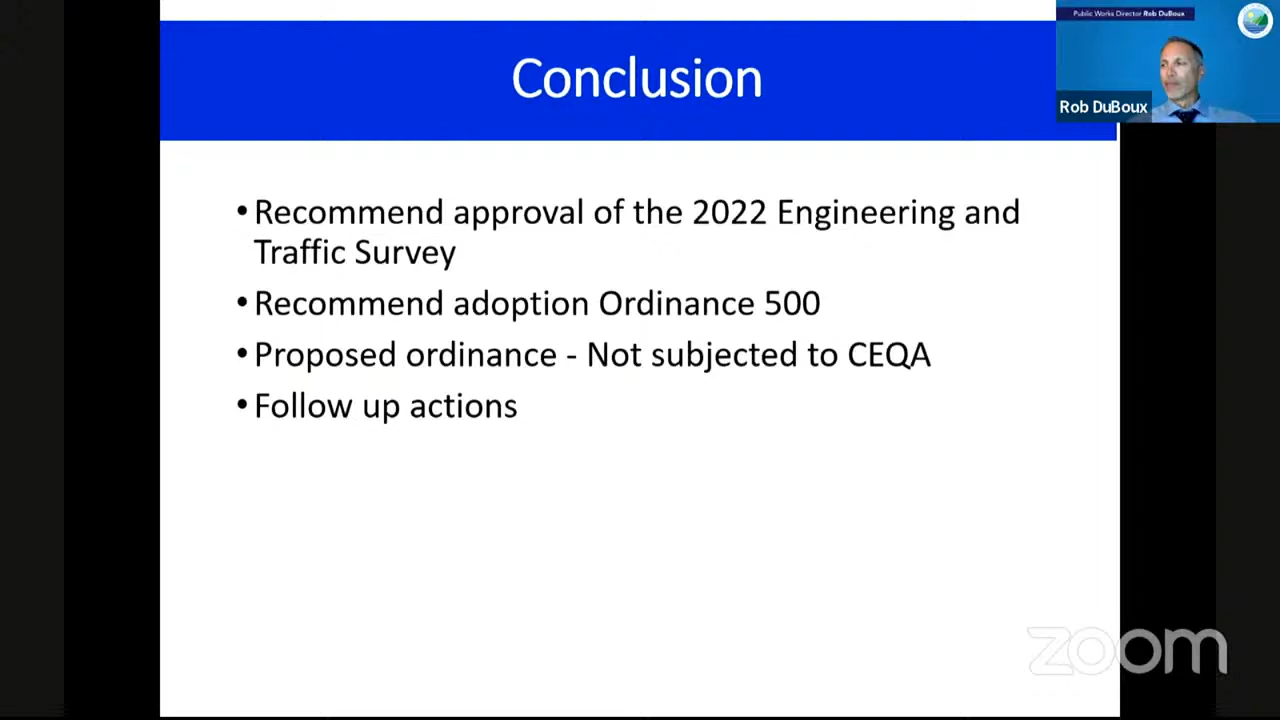 Public Works Director Rob DuBoux
Rob DuBoux
Conclusion
•Recommend approval of the 2022 Engineering and
Traffic Survey
•Recommend adoption Ordinance 500
•Proposed ordinance - Not subjected to CEQA
•Follow up actions
zoom